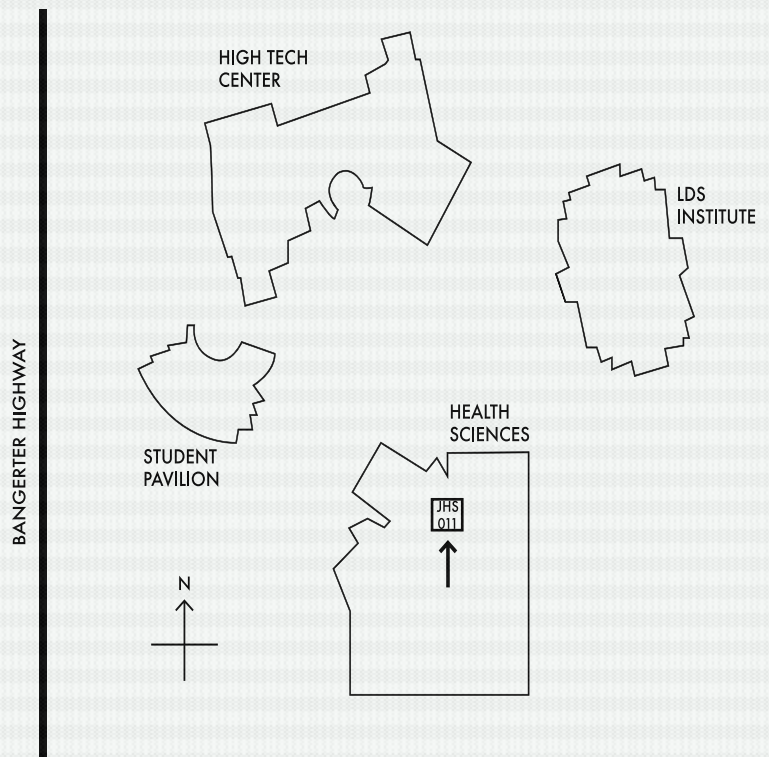 HIGH TECH
CENTER
LDS
INSTITUTE
BANGERTER HIGHWAY
HEALTH
SCIENCES
STUDENT
PAVILION
JHS
011
N